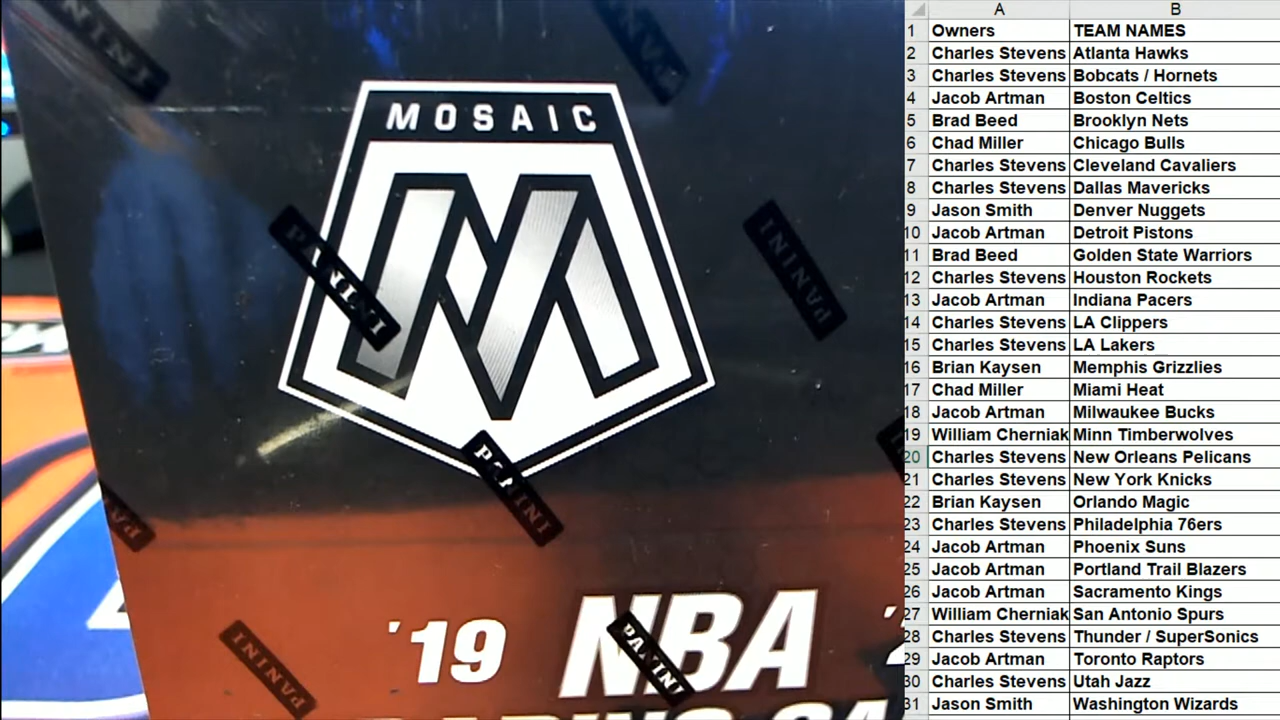 MOSAIC
PANINI
PANINI
PANINI
PANINI
PANINI
PANINI
'19 NBA
A B
1 Owners TEAM NAMES
2 Charles Stevens Atlanta Hawks
3 Charles Stevens Bobcats / Hornets
4 Jacob Artman Boston Celtics
5 Brad Beed Brooklyn Nets
6 Chad Miller Chicago Bulls
7 Charles Stevens Cleveland Cavaliers
8 Charles Stevens Dallas Mavericks
9 Jason Smith Denver Nuggets
10 Jacob Artman Detroit Pistons
11 Brad Beed Golden State Warriors
12 Charles Stevens Houston Rockets
13 Jacob Artman Indiana Pacers
14 Charles Stevens LA Clippers
15 Charles Stevens LA Lakers
16 Brian Kaysen Memphis Grizzlies
17 Chad Miller Miami Heat
18 Jacob Artman Milwaukee Bucks
19 William Cherniak Minn Timberwolves
20 Charles Stevens New Orleans Pelicans
21 Charles Stevens New York Knicks
22 Brian Kaysen Orlando Magic
23 Charles Stevens Philadelphia 76ers
24 Jacob Artman Phoenix Suns
25 Jacob Artman Portland Trail Blazers
26 Jacob Artman Sacramento Kings
27 William Cherniak San Antonio Spurs
28 Charles Stevens Thunder / SuperSonics
29 Jacob Artman Toronto Raptors
30 Charles Stevens Utah Jazz
31 Jason Smith Washington Wizards